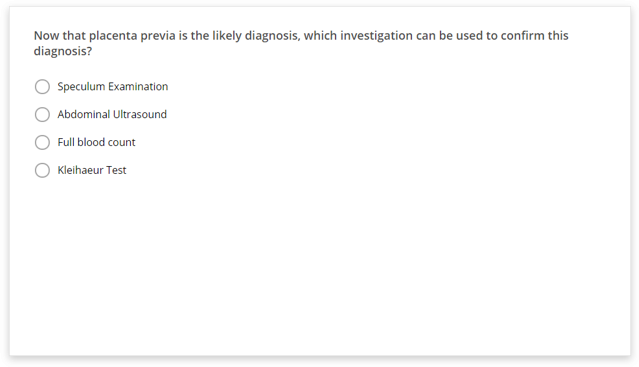 Now that placenta previa is the likely diagnosis, which investigation can be used to confirm this
diagnosis?
Speculum Examination
Abdominal Ultrasound
Full blood count
Kleihaeur Test